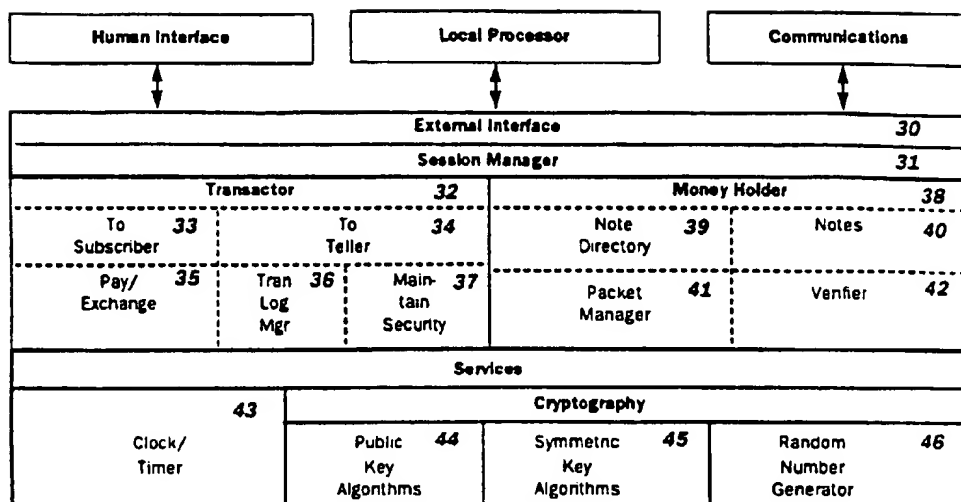 Human Interface
Local Processor
Communications
External Interface 30
Session Manager 31
Transactor 32
Money Holder 38
To Subscriber 33
To Teller 34
Note Directory 39
Notes 40
Pay/ Exchange 35
Tran Log Mgr 36
Main- tain Security 37
Packet Manager 41
Verifier 42
Services
43
Cryptography
Clock/ Timer
Public Key Algorithms 44
Symmetric Key Algorithms 45
Random Number Generator 46